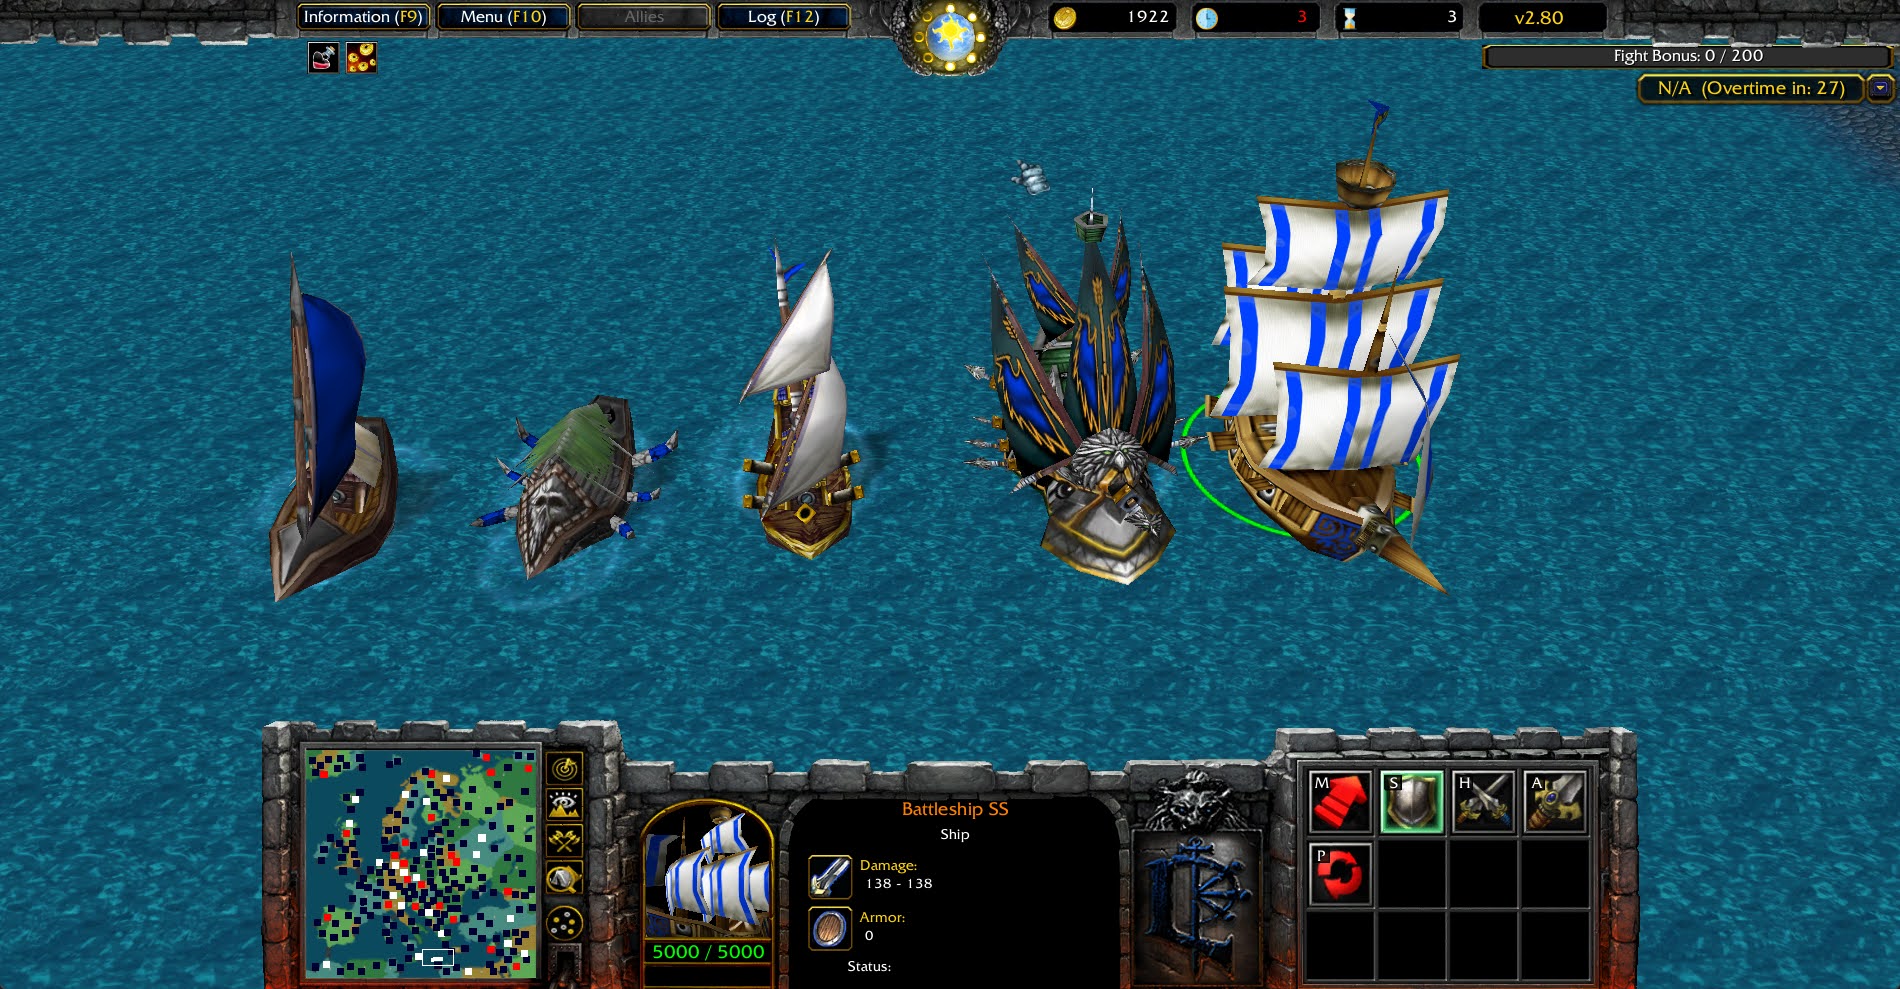 Information (F9)
Menu (F10)
Allies
Log (F12)
1922
3
3
v2.80
Fight Bonus: 0 / 200
N/A (Overtime in: 27)
Battleship SS
Ship
Damage:
138 - 138
Armor:
0
Status:
5000 / 5000
M
S
H
A
P